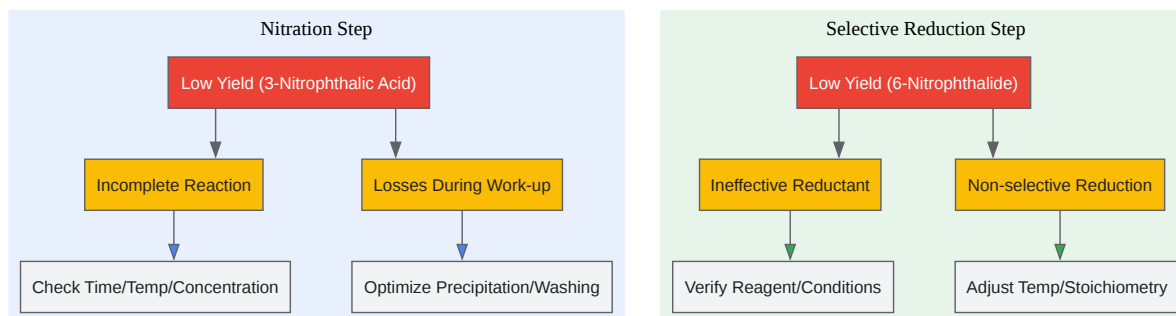 Nitration Step
Low Yield (3-Nitrophthalic Acid)
Incomplete Reaction
Losses During Work-up
Check Time/Temp/Concentration
Optimize Precipitation/Washing
Selective Reduction Step
Low Yield (6-Nitrophthalide)
Ineffective Reductant
Non-selective Reduction
Verify Reagent/Conditions
Adjust Temp/Stoichiometry